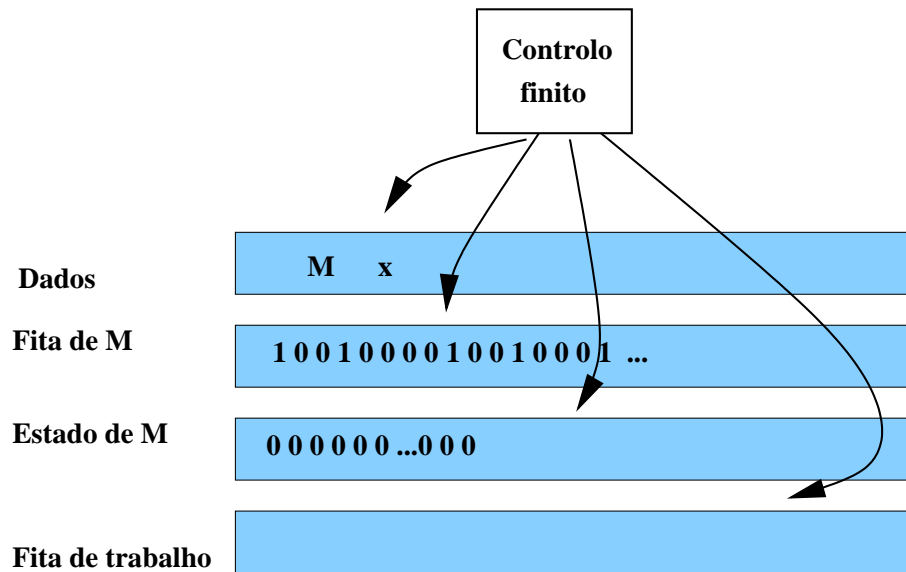 Controlo
finito
Dados
M x
Fita de M
1 0 0 1 0 0 0 0 1 0 0 1 0 0 0 1 ...
Estado de M
0 0 0 0 0 0 ...0 0 0
Fita de trabalho